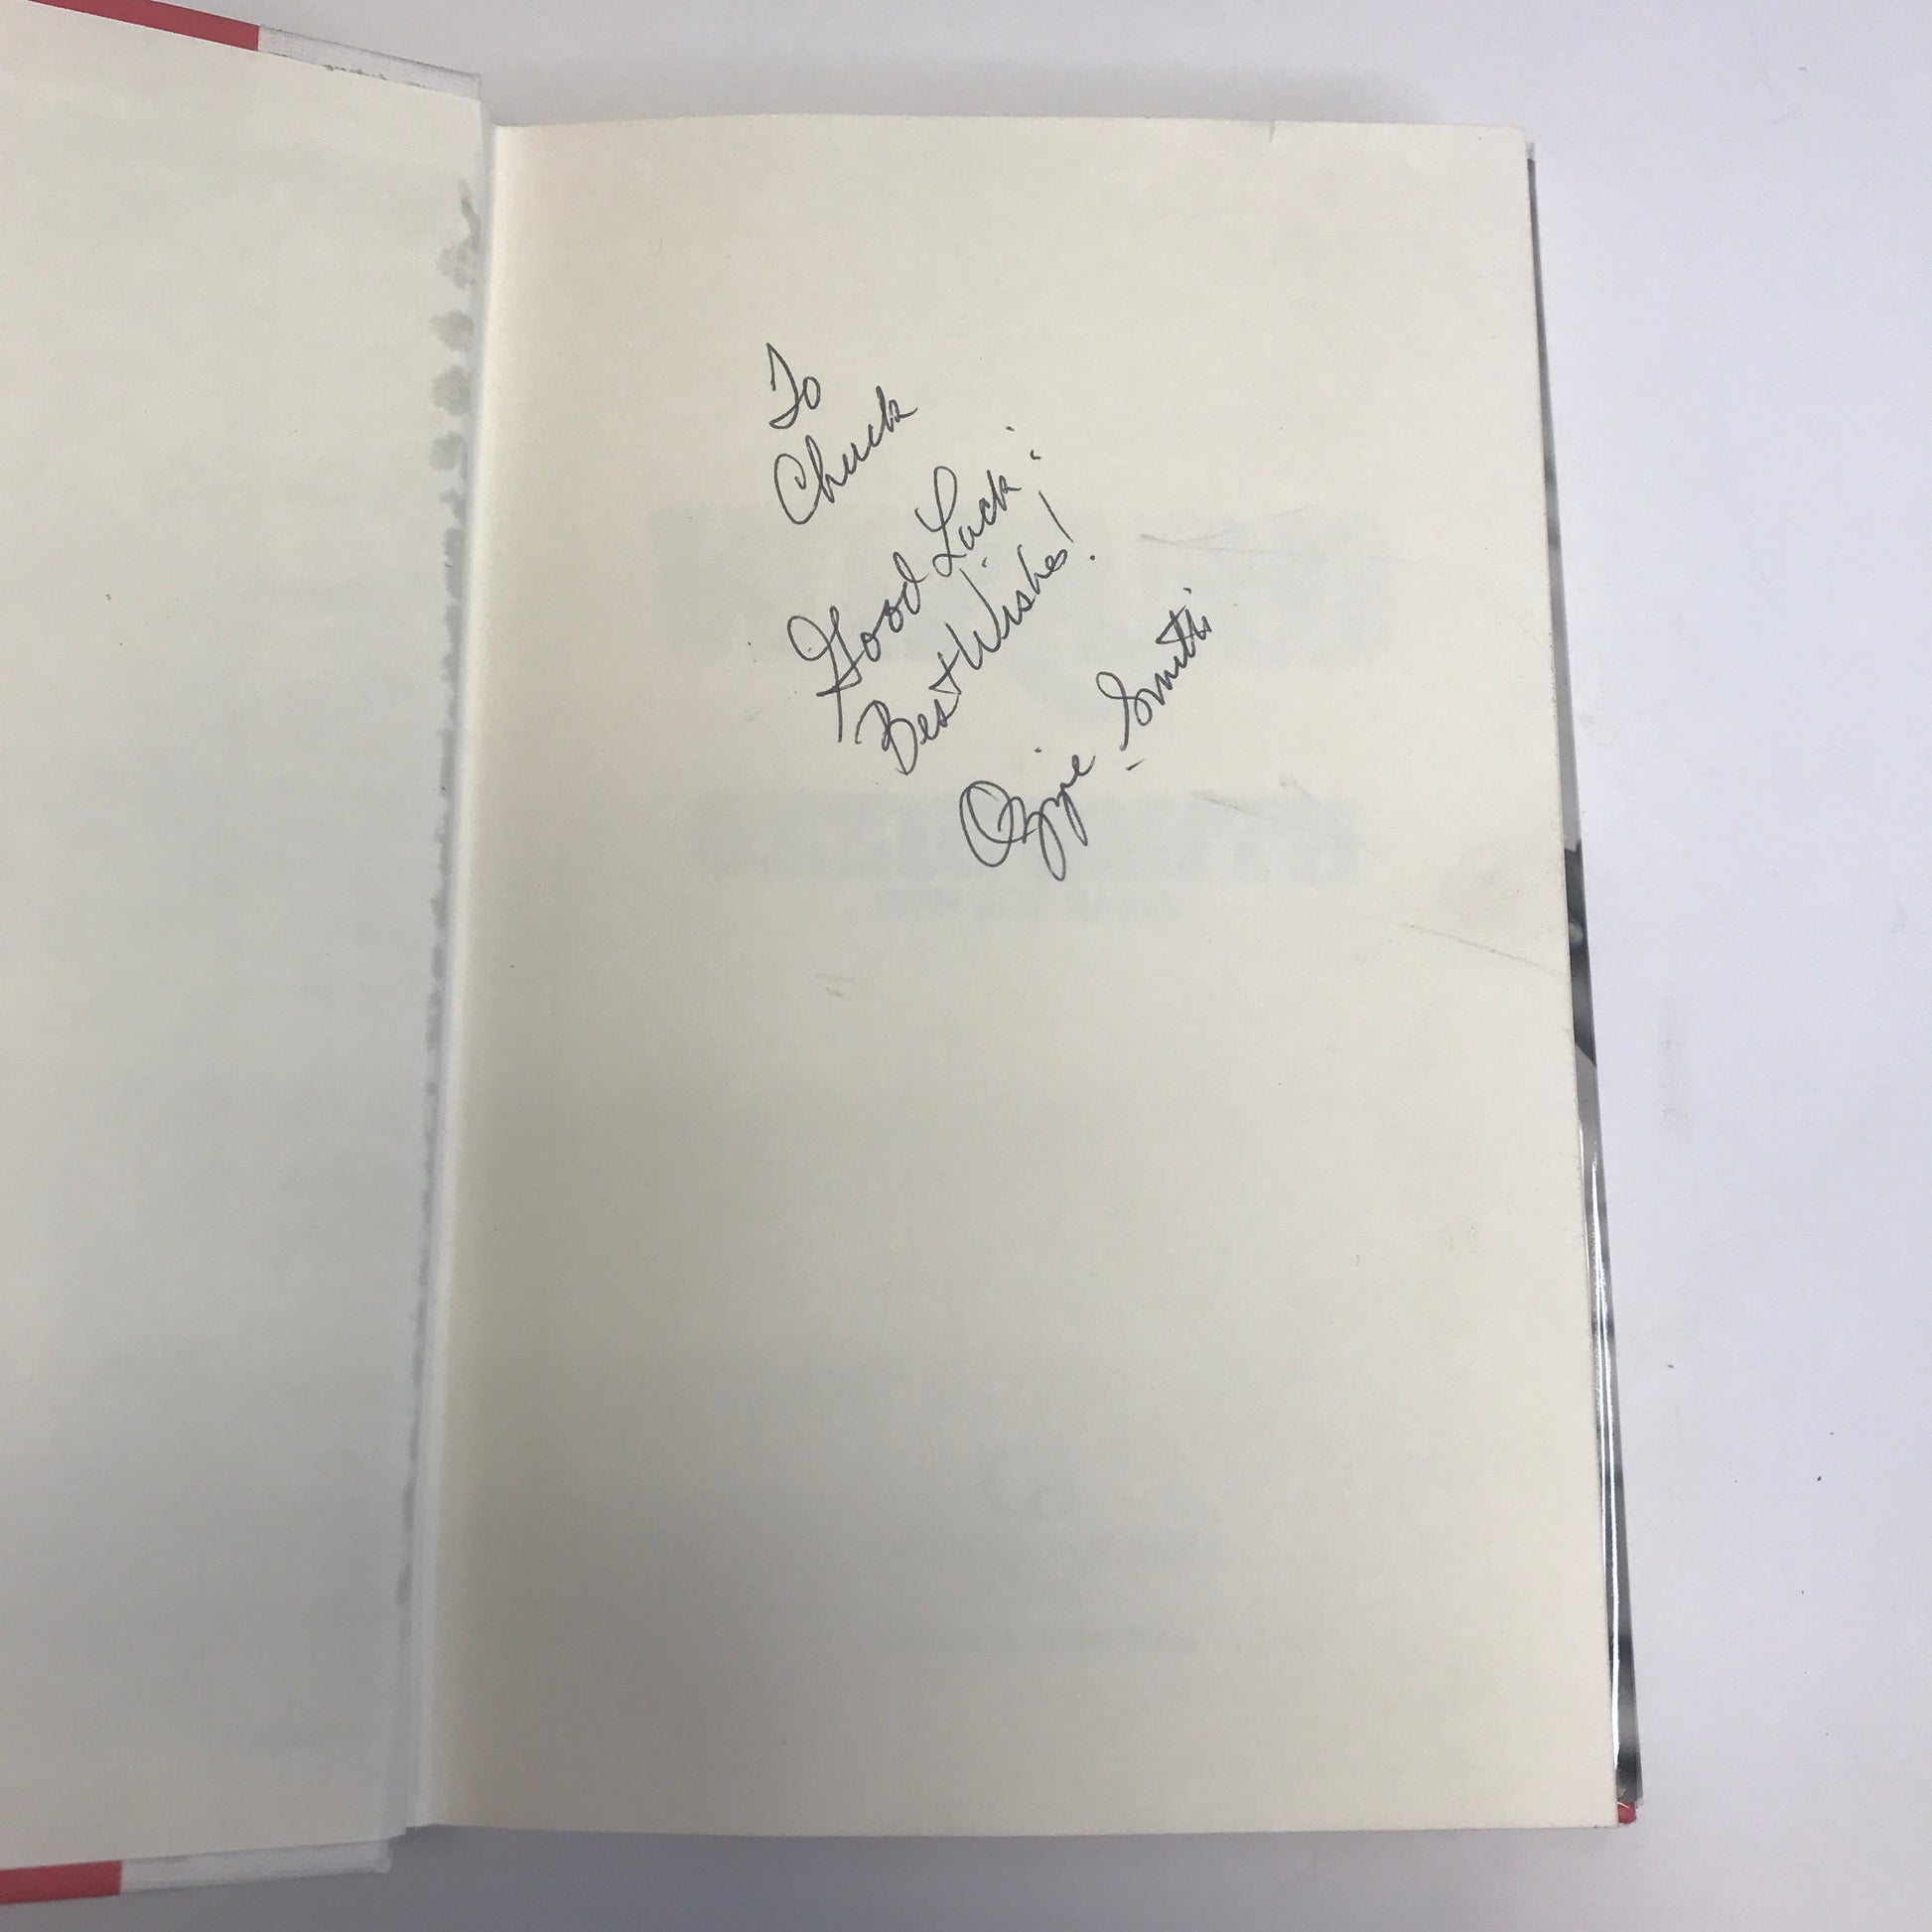 To
Chuck
Good Luck :
Best Wishes!
Ozzie Smith